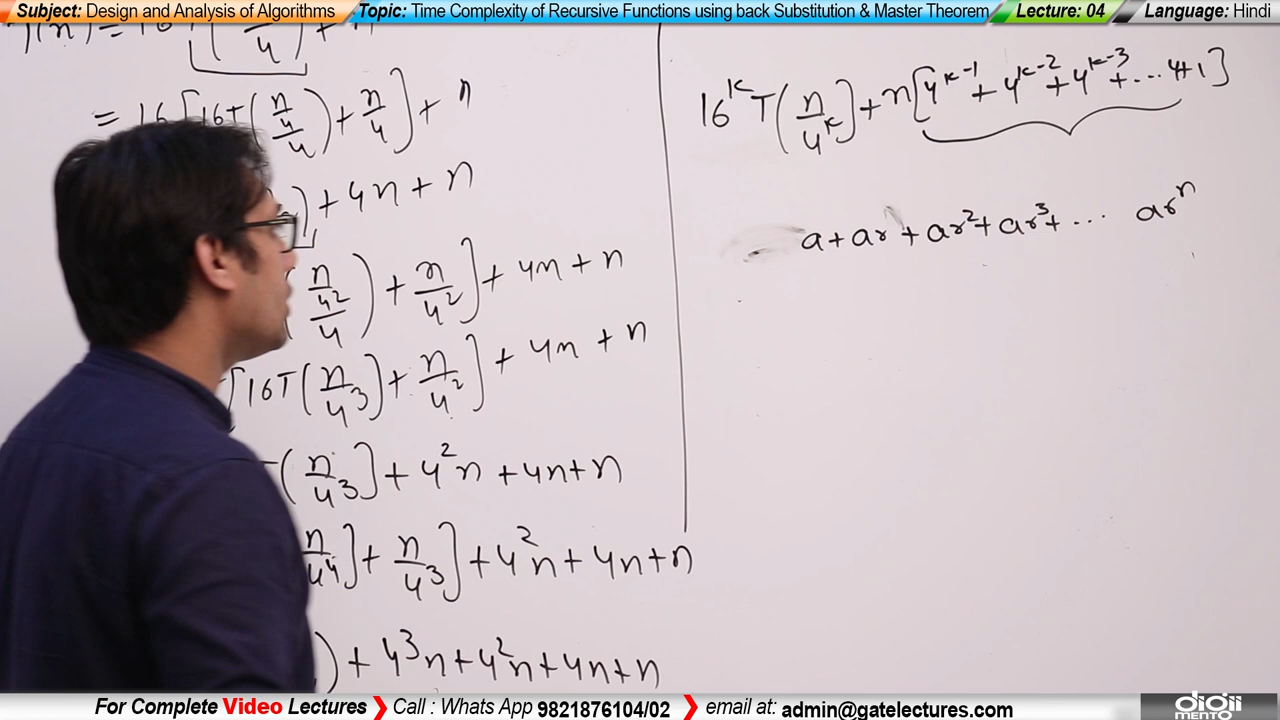 Subject: Design and Analysis of Algorithms Topic: Time Complexity of Recursive Functions using back Substitution & Master Theorem Lecture: 04 Language: Hindi
= 16 [16T(n/4/4) + n/4] + n
) + 4n + n
(n/4²/4) + n/4²] + 4n + n
[16T(n/4³) + n/4²] + 4n + n
(n/4³] + 4²n + 4n + n
n/4⁴] + n/4³] + 4²n + 4n + n
) + 4³n + 4²n + 4n + n
16ᵏT(n/4ᵏ] + n[4ᵏ⁻¹ + 4ᵏ⁻² + 4ᵏ⁻³ + ... 4+1]
a + ar + ar² + ar³ + ... arⁿ
For Complete Video Lectures Call : Whats App 9821876104/02 email at: admin@gatelectures.com
digii
MENTO